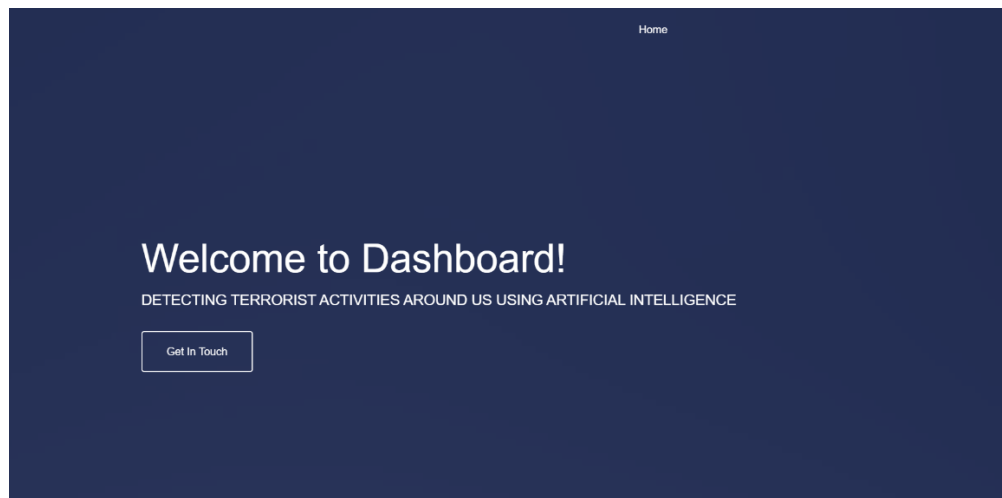 Home
Welcome to Dashboard!
DETECTING TERRORIST ACTIVITIES AROUND US USING ARTIFICIAL INTELLIGENCE
Get In Touch